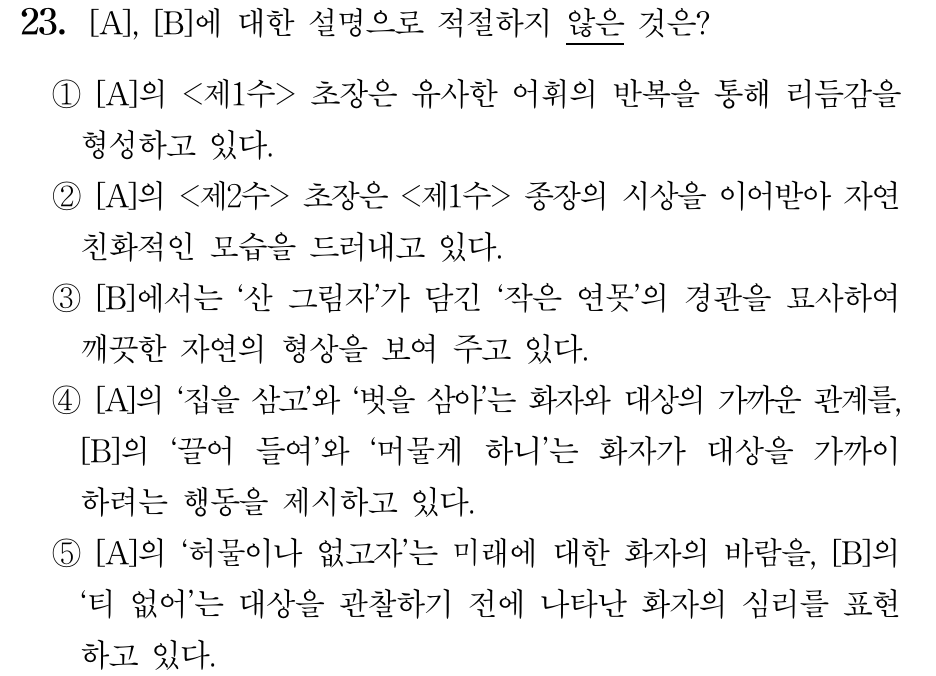 23. [A], [B]에 대한 설명으로 적절하지 않은 것은?
① [A]의 <제1수> 초장은 유사한 어휘의 반복을 통해 리듬감을
형성하고 있다.
② [A]의 <제2수> 초장은 <제1수> 종장의 시상을 이어받아 자연
친화적인 모습을 드러내고 있다.
③ [B]에서는 ‘산 그림자’가 담긴 ‘작은 연못’의 경관을 묘사하여
깨끗한 자연의 형상을 보여 주고 있다.
④ [A]의 ‘집을 삼고’와 ‘벗을 삼아’는 화자와 대상의 가까운 관계를,
[B]의 ‘끌어 들여’와 ‘머물게 하니’는 화자가 대상을 가까이
하려는 행동을 제시하고 있다.
⑤ [A]의 ‘허물이나 없고자’는 미래에 대한 화자의 바람을, [B]의
‘티 없어’는 대상을 관찰하기 전에 나타난 화자의 심리를 표현
하고 있다.